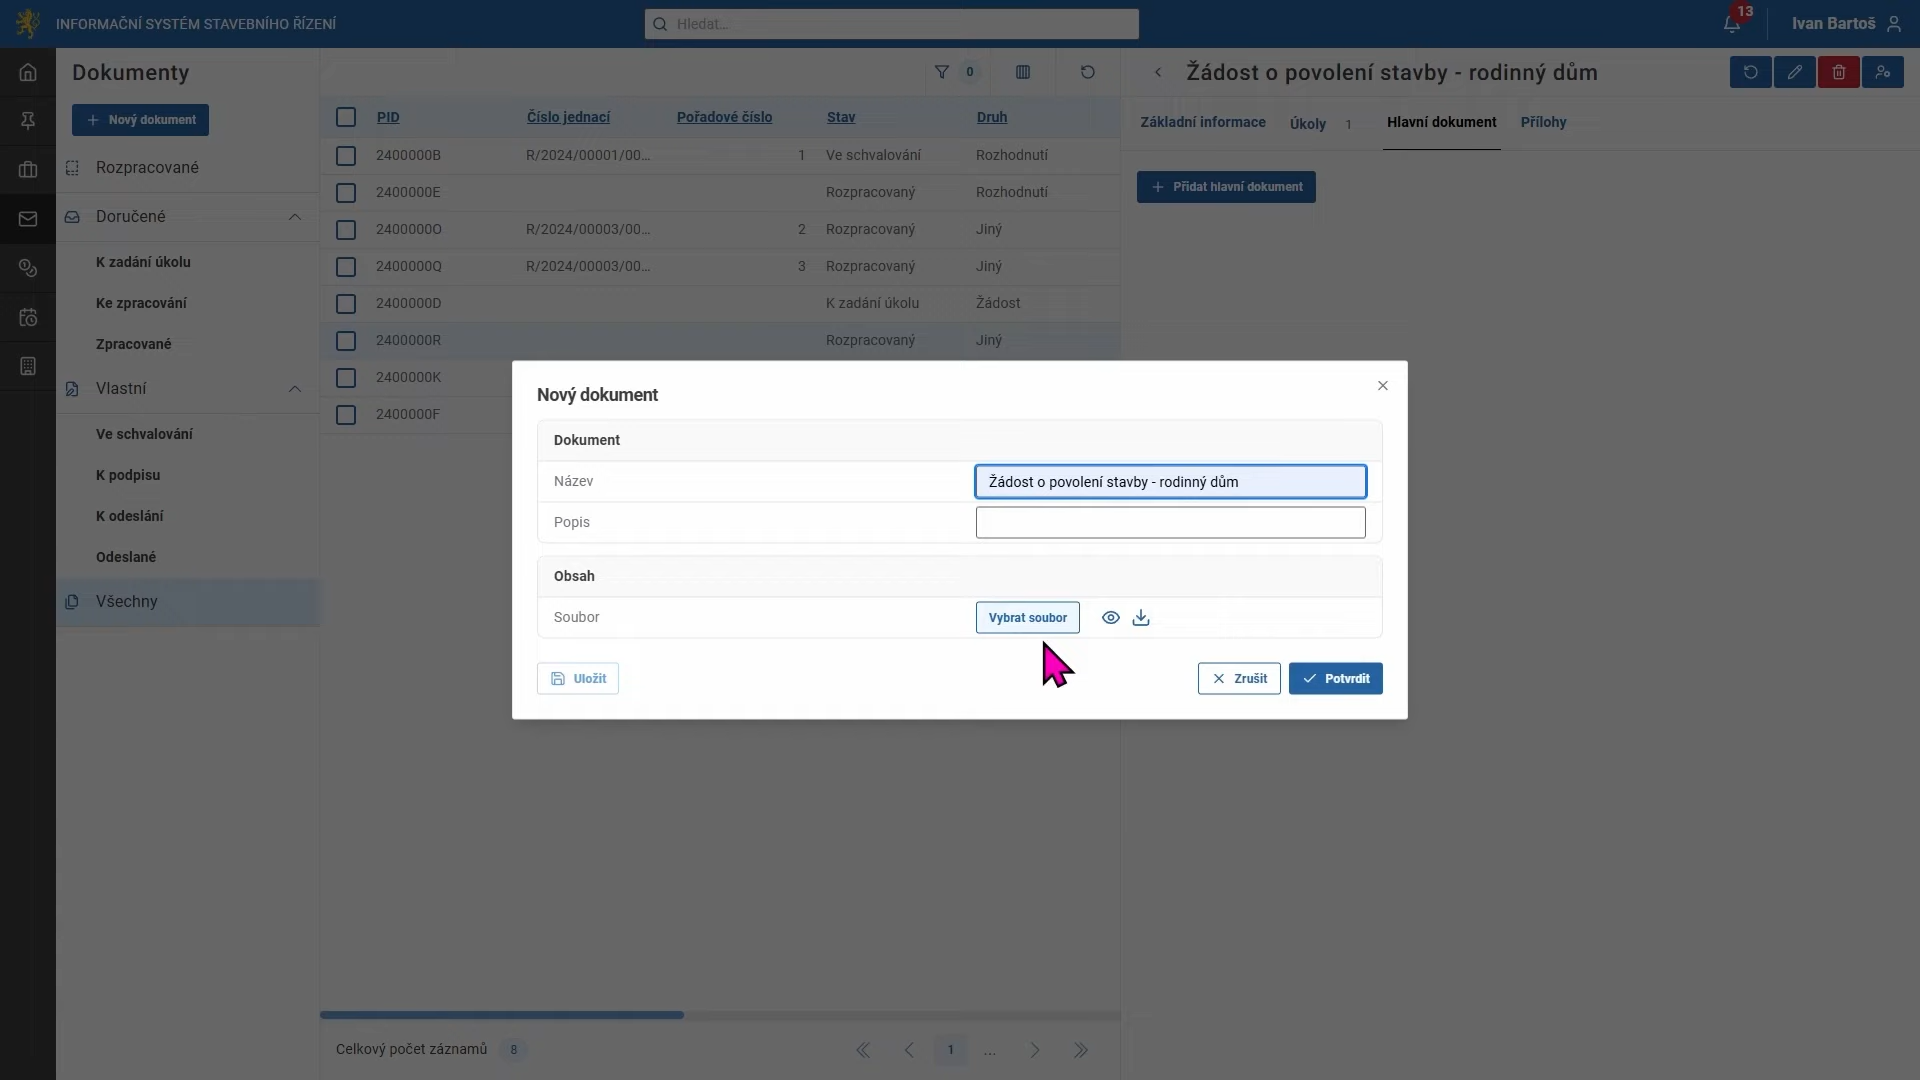 INFORMAČNÍ SYSTÉM STAVEBNÍHO ŘÍZENÍ
Hledat...
13
Ivan Bartoš
Dokumenty
Nový dokument
Rozpracované
Doručené
K zadání úkolu
Ke zpracování
Zpracované
Vlastní
Ve schvalování
K podpisu
K odeslání
Odeslané
Všechny
0
PID Číslo jednací Pořadové číslo Stav Druh
2400000B R/2024/00001/00... 1 Ve schvalování Rozhodnutí
2400000E Rozpracovaný Rozhodnutí
2400000O R/2024/00003/00... 2 Rozpracovaný Jiný
2400000Q R/2024/00003/00... 3 Rozpracovaný Jiný
2400000D K zadání úkolu Žádost
2400000R Rozpracovaný Jiný
2400000K
2400000F
Celkový počet záznamů 8
1 ...
Žádost o povolení stavby - rodinný dům
Základní informace Úkoly 1 Hlavní dokument Přílohy
Přidat hlavní dokument
Nový dokument
Dokument
Název Žádost o povolení stavby - rodinný dům
Popis
Obsah
Soubor Vybrat soubor
Uložit Zrušit Potvrdit